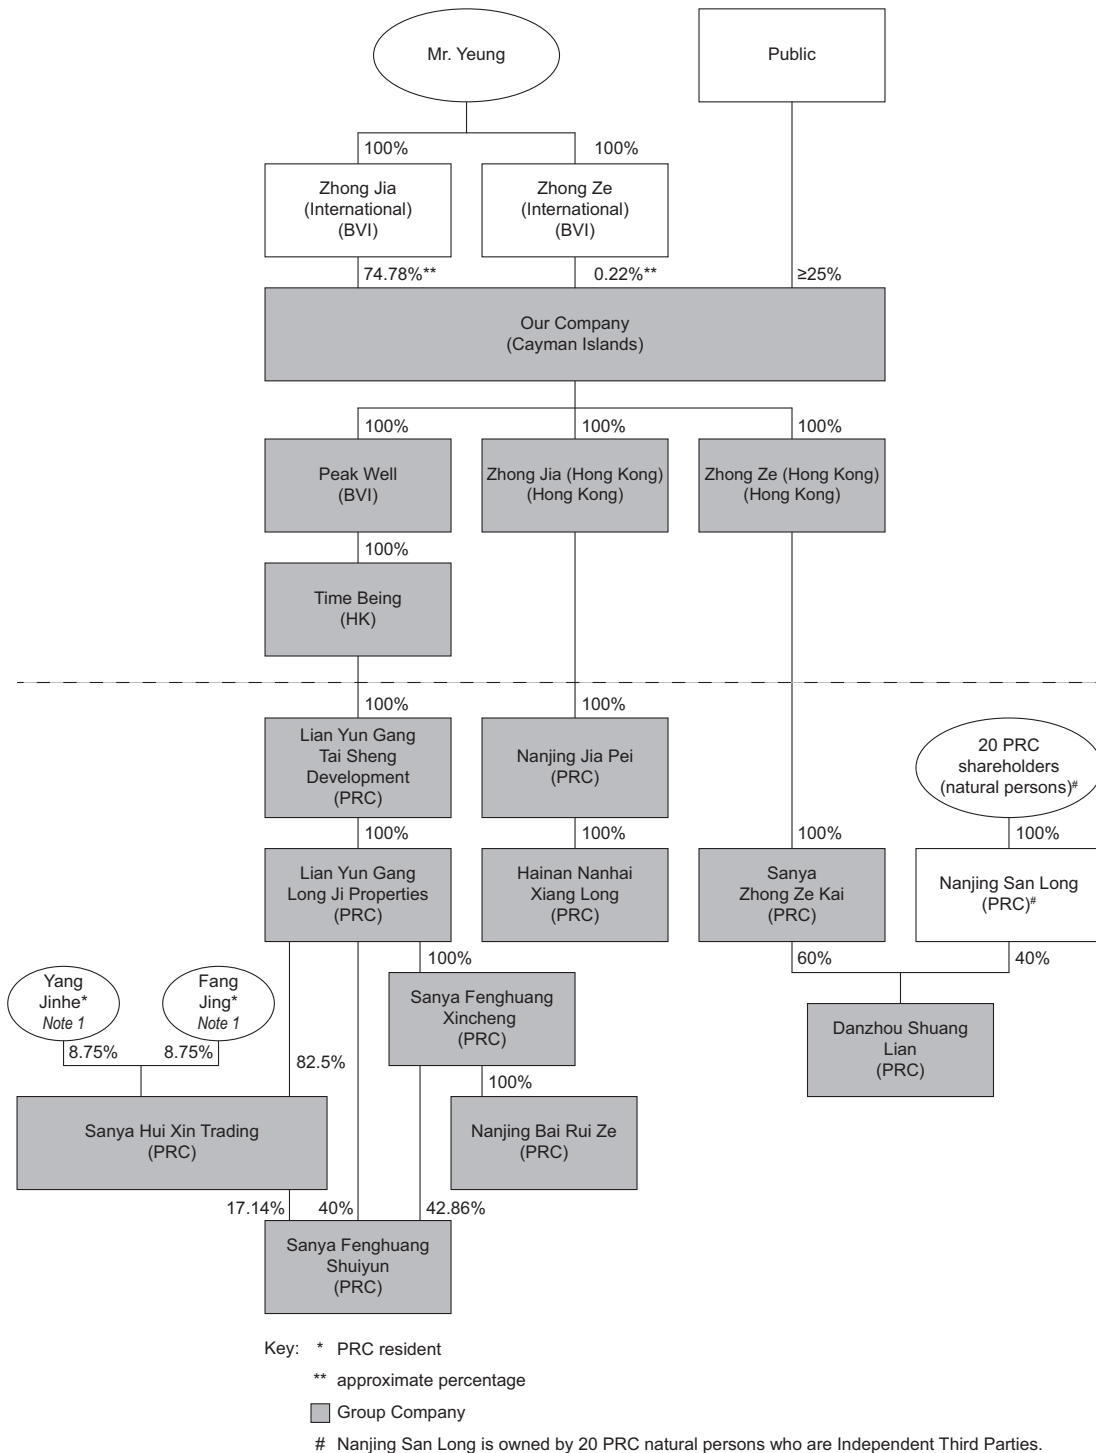 Mr. Yeung
Public
100%
100%
Zhong Jia
(International)
(BVI)
Zhong Ze
(International)
(BVI)
74.78%**
0.22%**
≥25%
Our Company
(Cayman Islands)
100%
100%
100%
Peak Well
(BVI)
Zhong Jia (Hong Kong)
(Hong Kong)
Zhong Ze (Hong Kong)
(Hong Kong)
100%
Time Being
(HK)
100%
100%
Lian Yun Gang
Tai Sheng
Development
(PRC)
Nanjing Jia Pei
(PRC)
20 PRC
shareholders
(natural persons)#
100%
100%
100%
100%
Lian Yun Gang
Long Ji Properties
(PRC)
Hainan Nanhai
Xiang Long
(PRC)
Sanya
Zhong Ze Kai
(PRC)
Nanjing San Long
(PRC)#
100%
60%
40%
Yang
Jinhe*
Note 1
Fang
Jing*
Note 1
Sanya Fenghuang
Xincheng
(PRC)
Danzhou Shuang
Lian
(PRC)
8.75%
8.75%
82.5%
100%
Sanya Hui Xin Trading
(PRC)
Nanjing Bai Rui Ze
(PRC)
17.14%
40%
42.86%
Sanya Fenghuang
Shuiyun
(PRC)
Key: * PRC resident
** approximate percentage
Group Company
# Nanjing San Long is owned by 20 PRC natural persons who are Independent Third Parties.